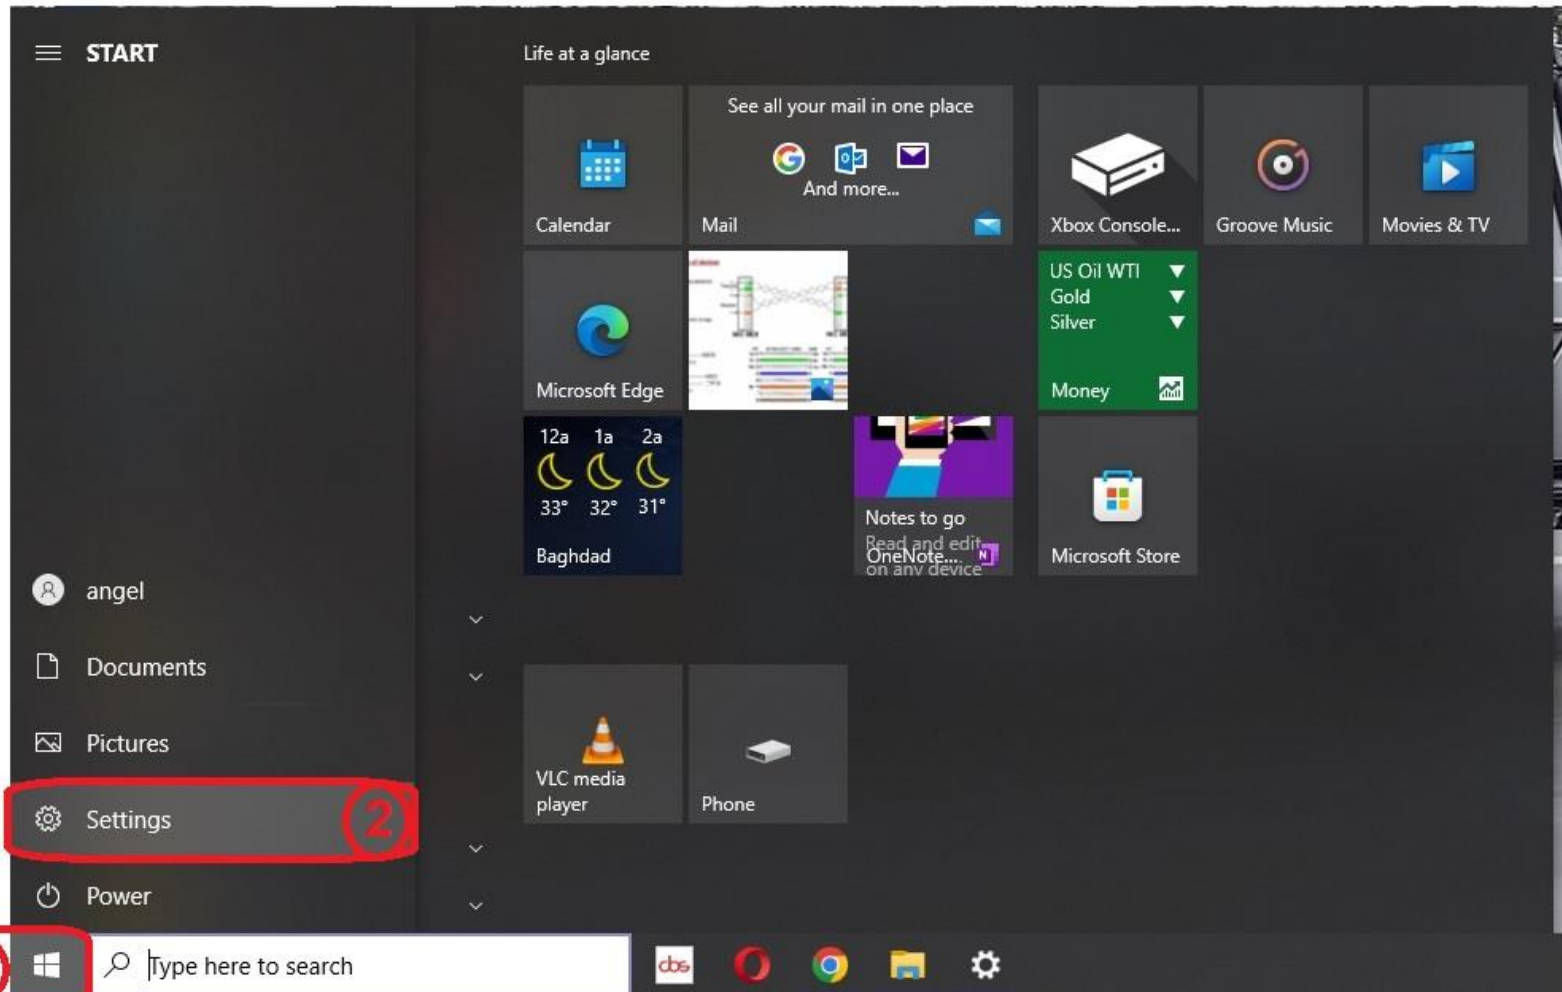 START
Life at a glance
See all your mail in one place
And more...
Calendar
Mail
Xbox Console...
Groove Music
Movies & TV
US Oil WTI
Gold
Silver
Microsoft Edge
Money
12a 1a 2a
33° 32° 31°
Baghdad
Notes to go
Read and edit
OneNote...
on any device
Microsoft Store
angel
Documents
Pictures
VLC media
player
Phone
Settings
2
Power
Type here to search
cbs